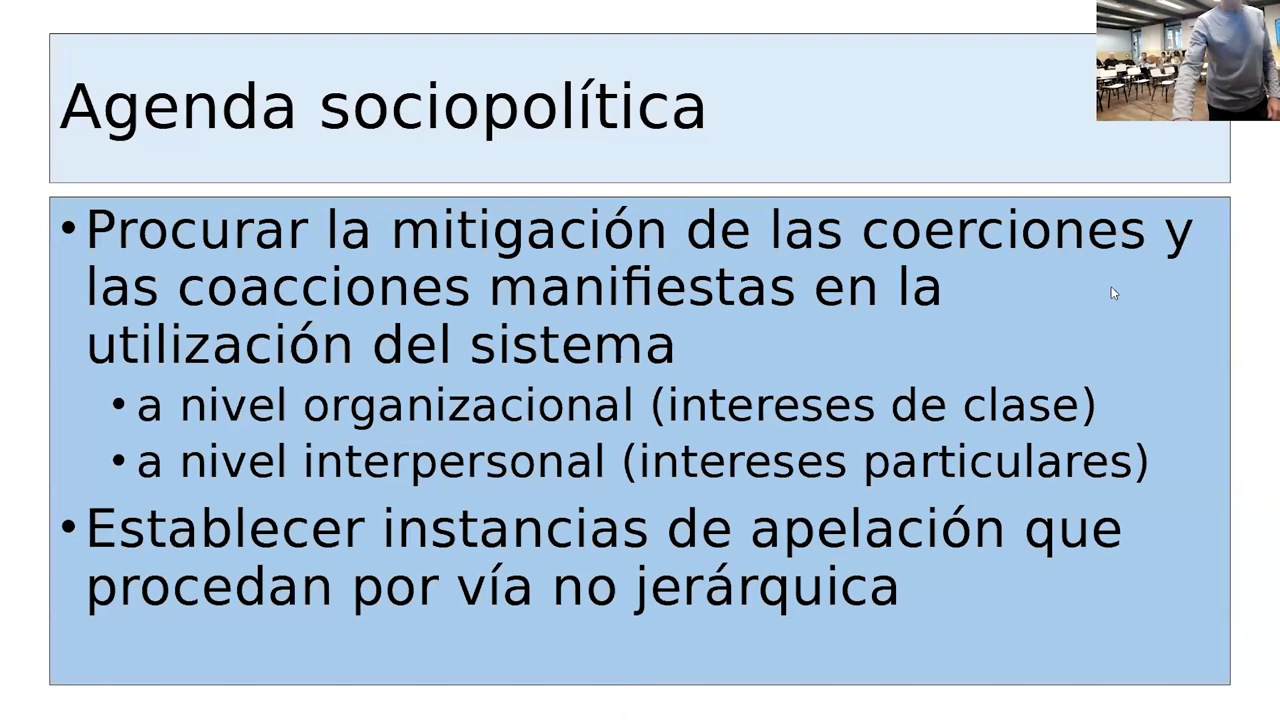 Agenda sociopolítica
• Procurar la mitigación de las coerciones y
las coacciones manifiestas en la
utilización del sistema
• a nivel organizacional (intereses de clase)
• a nivel interpersonal (intereses particulares)
• Establecer instancias de apelación que
procedan por vía no jerárquica